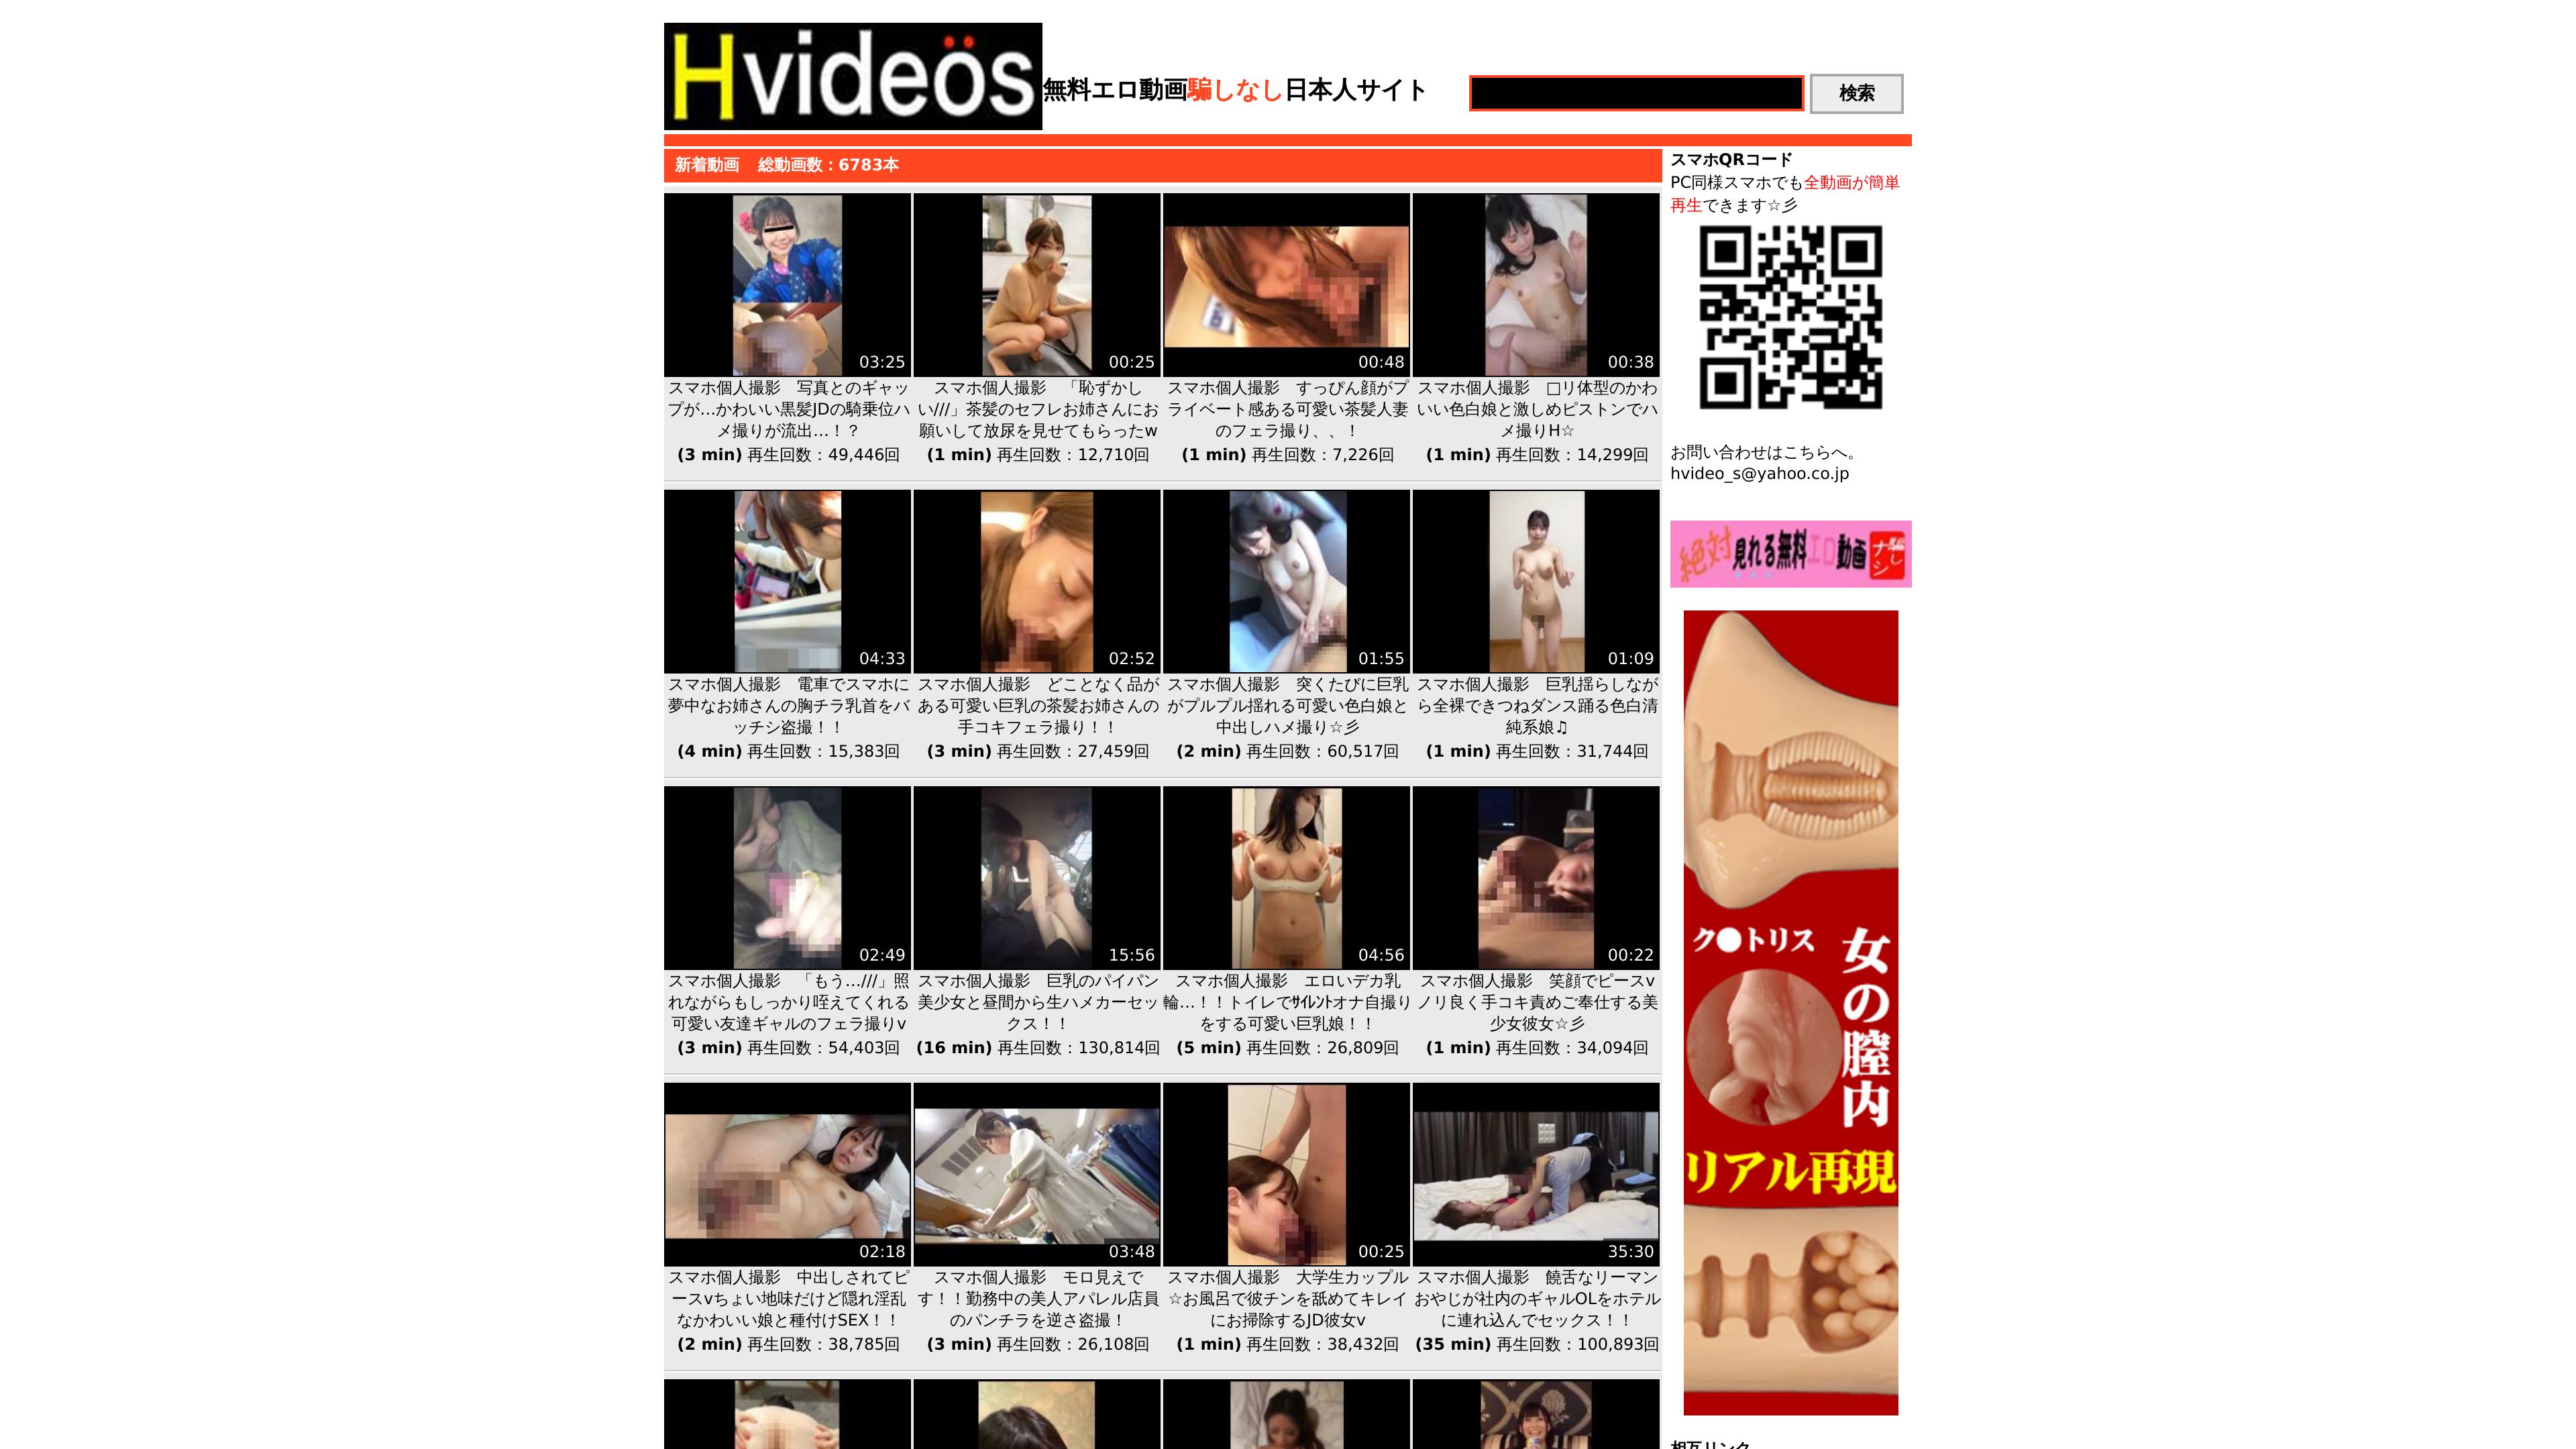 Hvideos
無料エロ動画騙しなし日本人サイト
検索
新着動画 総動画数：6783本
03:25
00:25
00:48
00:38
スマホ個人撮影 写真とのギャッ
プが…かわいい黒髪JDの騎乗位ハ
メ撮りが流出…！？
(3 min) 再生回数：49,446回
スマホ個人撮影 「恥ずかし
い///」茶髪のセフレお姉さんにお
願いして放尿を見せてもらったw
(1 min) 再生回数：12,710回
スマホ個人撮影 すっぴん顔がプ
ライベート感ある可愛い茶髪人妻
のフェラ撮り、、！
(1 min) 再生回数：7,226回
スマホ個人撮影 □リ体型のかわ
いい色白娘と激しめピストンでハ
メ撮りH☆
(1 min) 再生回数：14,299回
04:33
02:52
01:55
01:09
スマホ個人撮影 電車でスマホに
夢中なお姉さんの胸チラ乳首をバ
ッチシ盗撮！！
(4 min) 再生回数：15,383回
スマホ個人撮影 どことなく品が
ある可愛い巨乳の茶髪お姉さんの
手コキフェラ撮り！！
(3 min) 再生回数：27,459回
スマホ個人撮影 突くたびに巨乳
がプルプル揺れる可愛い色白娘と
中出しハメ撮り☆彡
(2 min) 再生回数：60,517回
スマホ個人撮影 巨乳揺らしなが
ら全裸できつねダンス踊る色白清
純系娘♫
(1 min) 再生回数：31,744回
02:49
15:56
04:56
00:22
スマホ個人撮影 「もう…///」照
れながらもしっかり咥えてくれる
可愛い友達ギャルのフェラ撮りv
(3 min) 再生回数：54,403回
スマホ個人撮影 巨乳のパイパン
美少女と昼間から生ハメカーセッ
クス！！
(16 min) 再生回数：130,814回
スマホ個人撮影 エロいデカ乳
輪…！！トイレでｻｲﾚﾝﾄオナ自撮り
をする可愛い巨乳娘！！
(5 min) 再生回数：26,809回
スマホ個人撮影 笑顔でピースv
ノリ良く手コキ責めご奉仕する美
少女彼女☆彡
(1 min) 再生回数：34,094回
02:18
03:48
00:25
35:30
スマホ個人撮影 中出しされてピ
ースvちょい地味だけど隠れ淫乱
なかわいい娘と種付けSEX！！
(2 min) 再生回数：38,785回
スマホ個人撮影 モロ見えで
す！！勤務中の美人アパレル店員
のパンチラを逆さ盗撮！
(3 min) 再生回数：26,108回
スマホ個人撮影 大学生カップル
☆お風呂で彼チンを舐めてキレイ
にお掃除するJD彼女v
(1 min) 再生回数：38,432回
スマホ個人撮影 饒舌なリーマン
おやじが社内のギャルOLをホテル
に連れ込んでセックス！！
(35 min) 再生回数：100,893回
スマホQRコード
PC同様スマホでも全動画が簡単
再生できます☆彡
お問い合わせはこちらへ。
hvideo_s@yahoo.co.jp
絶対見れる無料エロ動画騙しナシ
ク●トリス
女の膣内
リアル再現
相互リンク